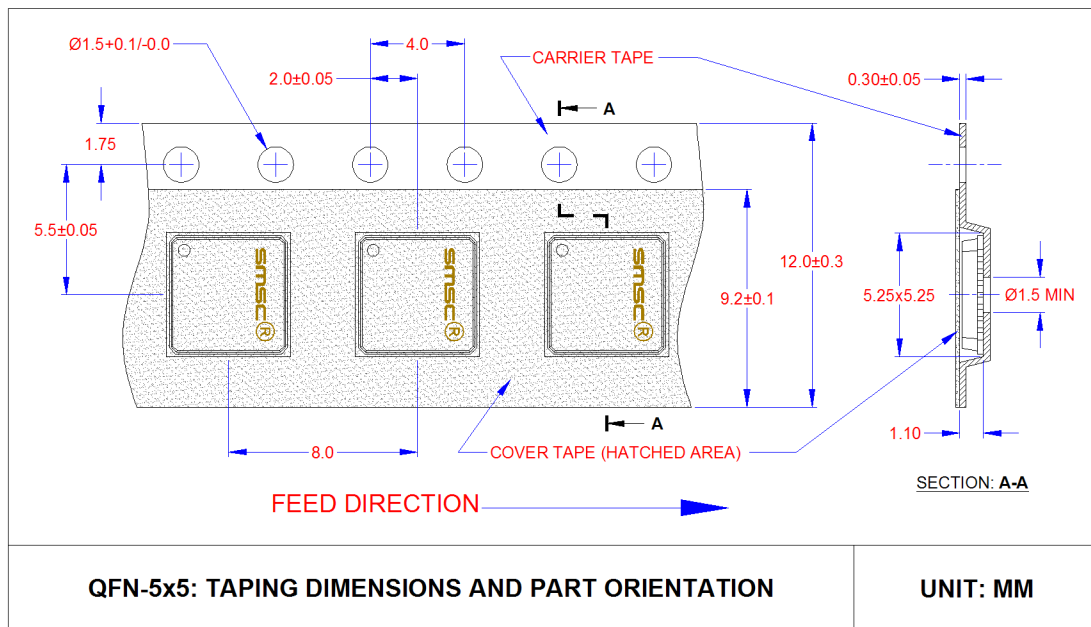 Ø1.5+0.1/-0.0
4.0
CARRIER TAPE
0.30±0.05
2.0±0.05
A
1.75
5.5±0.05
smsc®
smsc®
smsc®
12.0±0.3
9.2±0.1
5.25x5.25
Ø1.5 MIN
A
8.0
COVER TAPE (HATCHED AREA)
1.10
SECTION: A-A
FEED DIRECTION
QFN-5x5: TAPING DIMENSIONS AND PART ORIENTATION
UNIT: MM